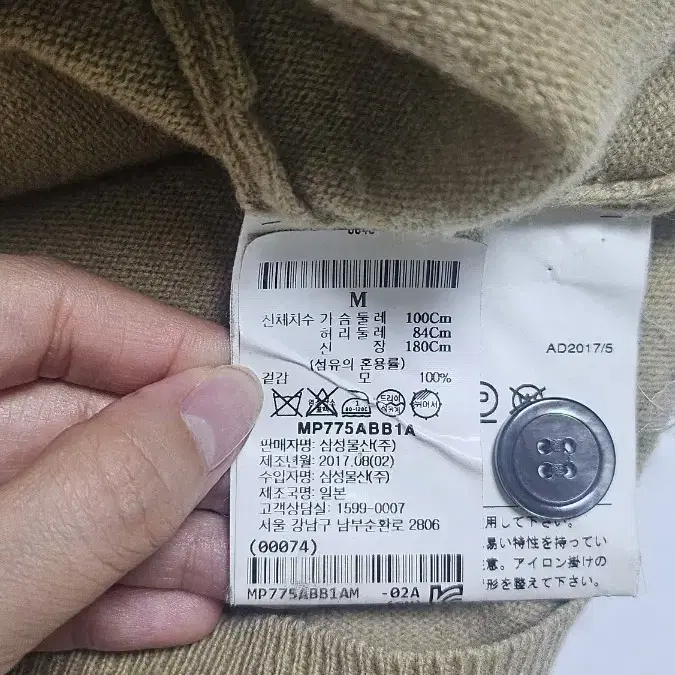 M
신체치수 가 슴 둘 레 100Cm
허 리 둘 레 84Cm
신 장 180Cm
(섬유의 혼용률)
겉감 모 100%
드라이
80-120℃
MP775ABB1A
판매자명: 삼성물산(주)
제조년월: 2017.08(02)
수입자명: 삼성물산(주)
제조국명: 일본
고객상담실: 1599-0007
서울 강남구 남부순환로 2806
(00074)
MP775ABB1AM -02A
AD2017/5
用して下さい。
易い特性を持ってい
意。アイロン掛けの
形を整えて下さい。